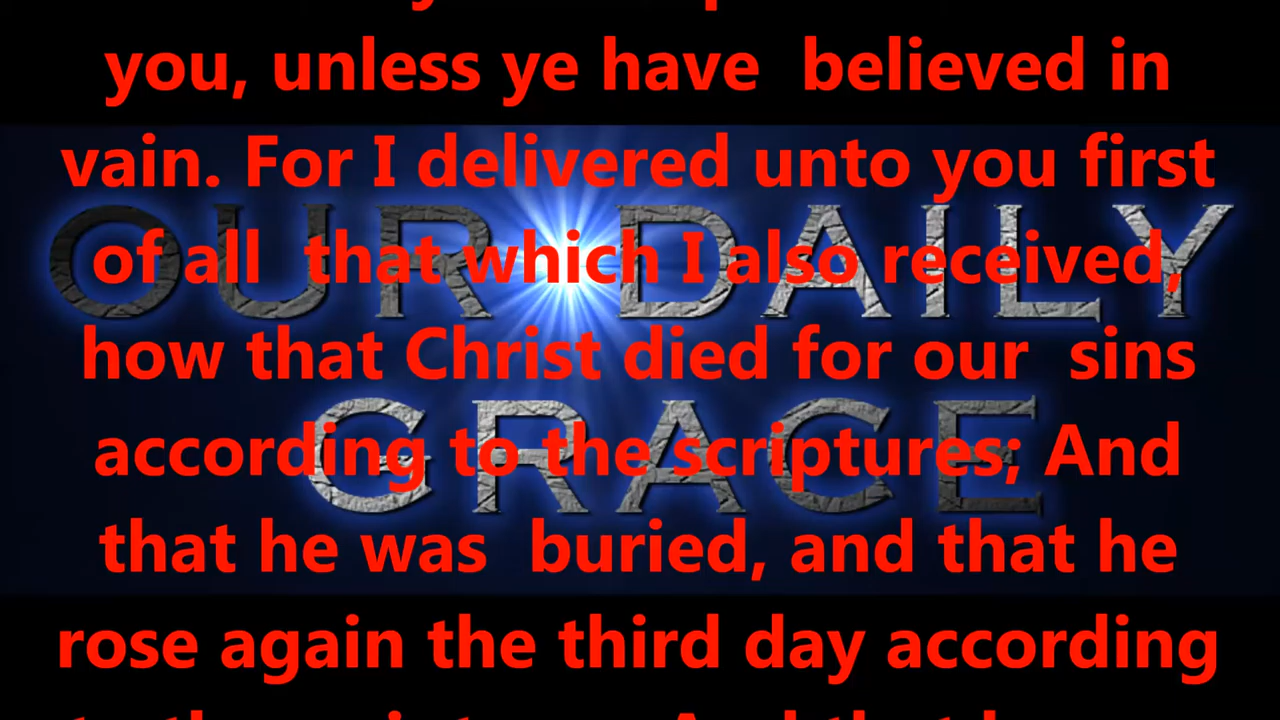 you, unless ye have believed in
vain. For I delivered unto you first
of all that which I also received,
how that Christ died for our sins
according to the scriptures; And
that he was buried, and that he
rose again the third day according
OUR DAILY
GRACE